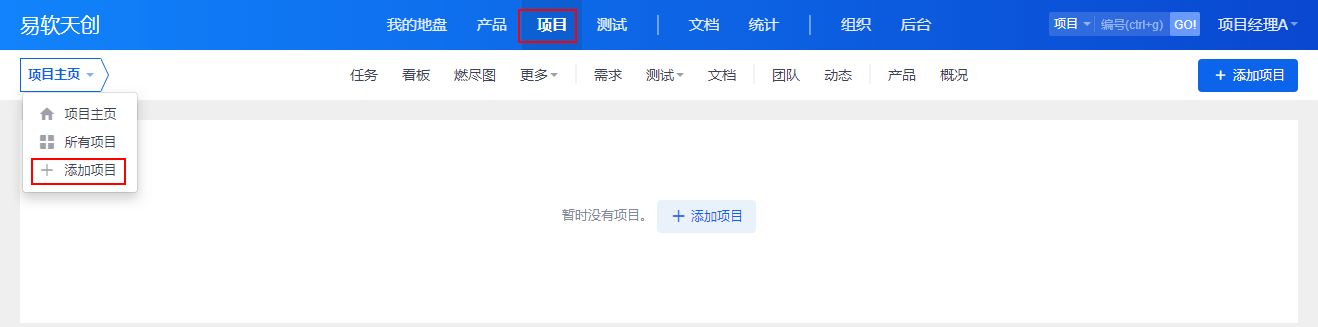 易软天创 我的地盘 产品 项目 测试 文档 统计 组织 后台 项目 编号(ctrl+g) GO! 项目经理A
项目主页 任务 看板 燃尽图 更多 需求 测试 文档 团队 动态 产品 概况 添加项目
项目主页
所有项目
添加项目
暂时没有项目。 添加项目